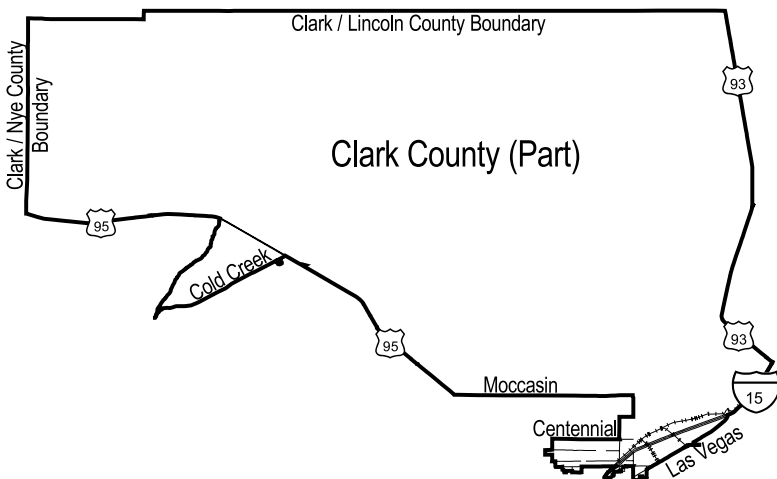 Clark / Lincoln County Boundary
Clark / Nye County
Boundary
93
Clark County (Part)
95
Cold Creek
95
93
Moccasin
15
Centennial
Las Vegas